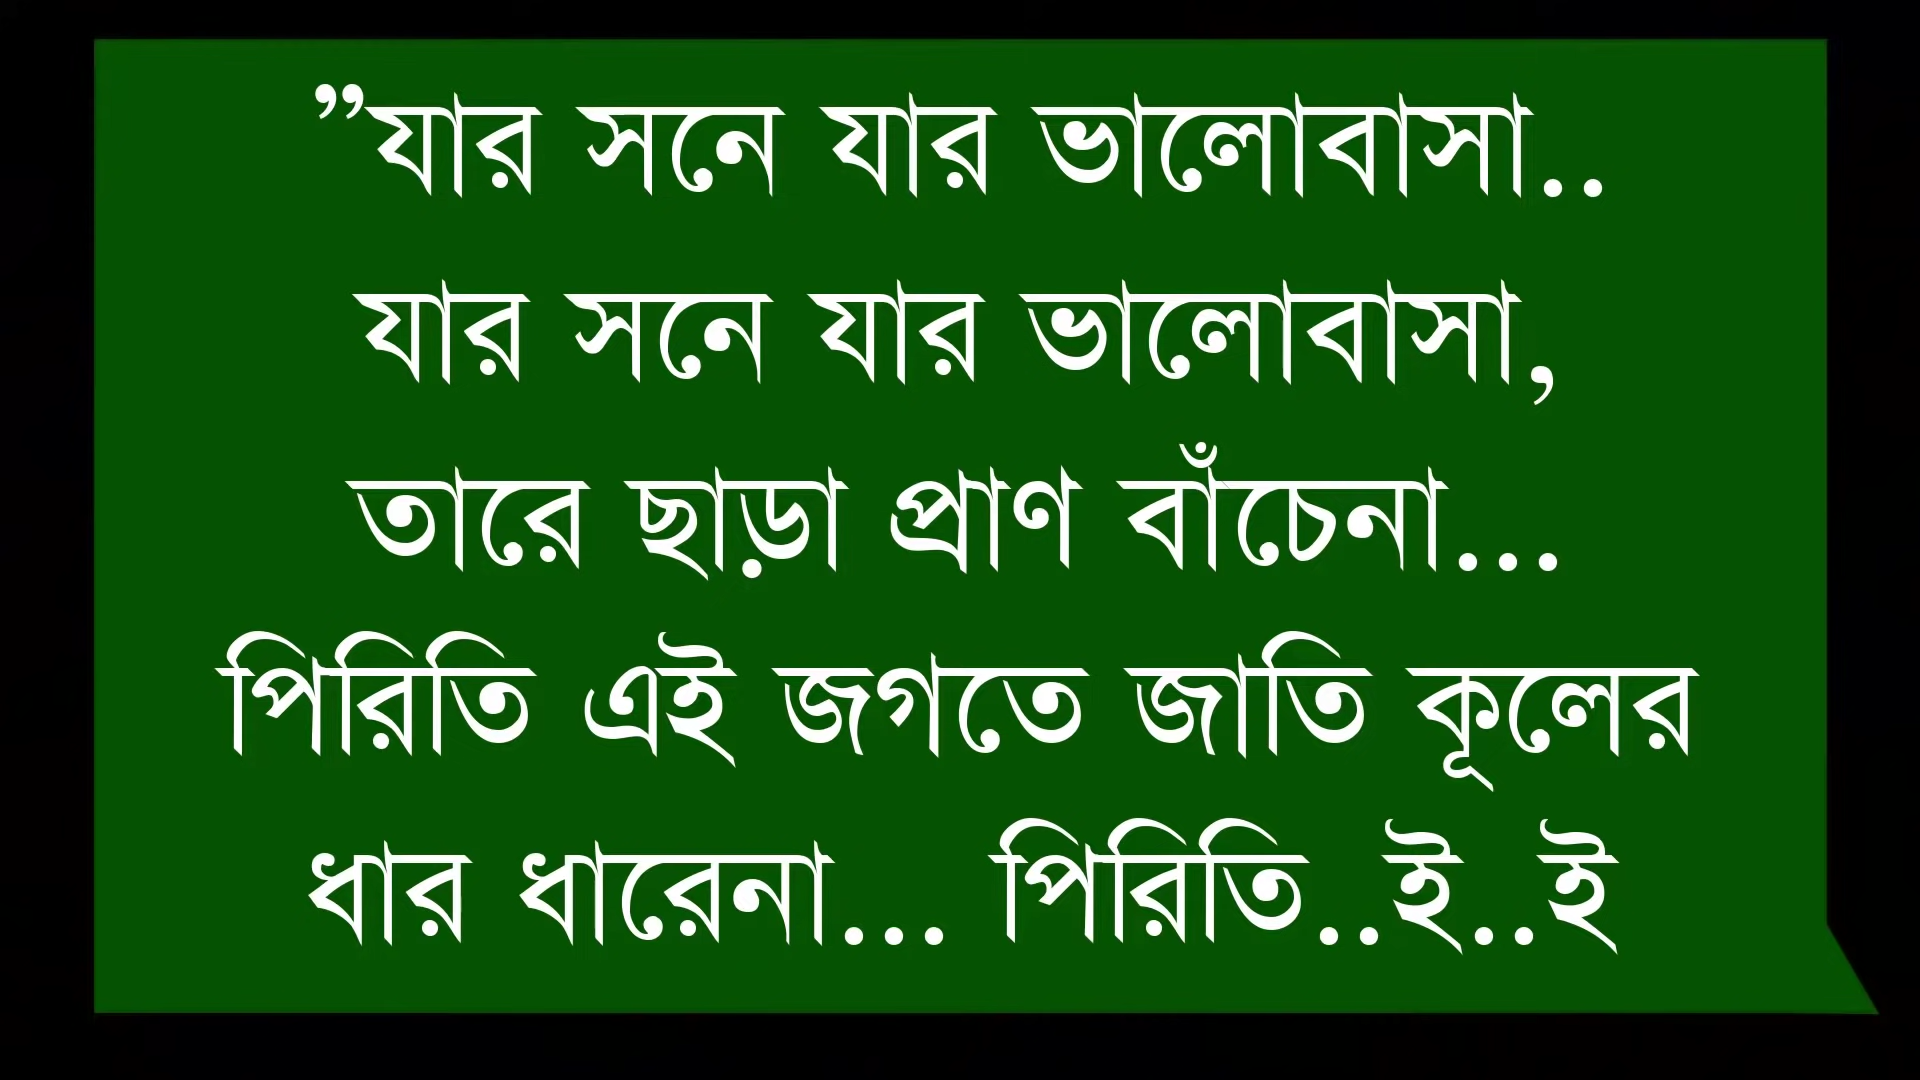 ”যার সনে যার ভালোবাসা..
যার সনে যার ভালোবাসা,
তারে ছাড়া প্রাণ বাঁচেনা...
পিরিতি এই জগতে জাতি কূলের
ধার ধারেনা... পিরিতি..ই..ই